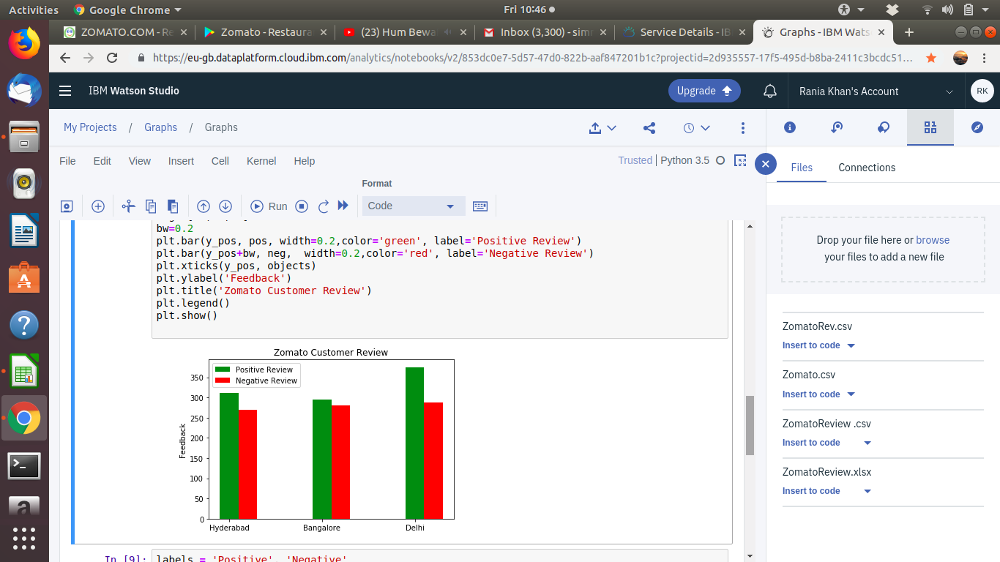 Activities
Google Chrome
Fri 10:46
ZOMATO.COM - Re
Zomato - Restaura
(23) Hum Bewa
Inbox (3,300) - simr
Service Details - IB
Graphs - IBM Wats
https://eu-gb.dataplatform.cloud.ibm.com/analytics/notebooks/v2/853dc0e7-5d57-47d0-822b-aaf847201b1c?projectid=2d935557-17f5-495d-b8ba-2411c3bcdc51...
IBM Watson Studio
Upgrade
Rania Khan's Account
RK
My Projects / Graphs / Graphs
File Edit View Insert Cell Kernel Help
Trusted | Python 3.5
Format
Run
Code
bw=0.2
plt.bar(y_pos, pos, width=0.2,color='green', label='Positive Review')
plt.bar(y_pos+bw, neg,  width=0.2,color='red', label='Negative Review')
plt.xticks(y_pos, objects)
plt.ylabel('Feedback')
plt.title('Zomato Customer Review')
plt.legend()
plt.show()
Zomato Customer Review
Positive Review
Negative Review
350
300
250
200
150
100
50
0
Feedback
Hyderabad Bangalore Delhi
In [9]: labels = 'Positive', 'Negative'
Files Connections
Drop your file here or browse
your files to add a new file
ZomatoRev.csv
Insert to code
Zomato.csv
Insert to code
ZomatoReview .csv
Insert to code
ZomatoReview.xlsx
Insert to code